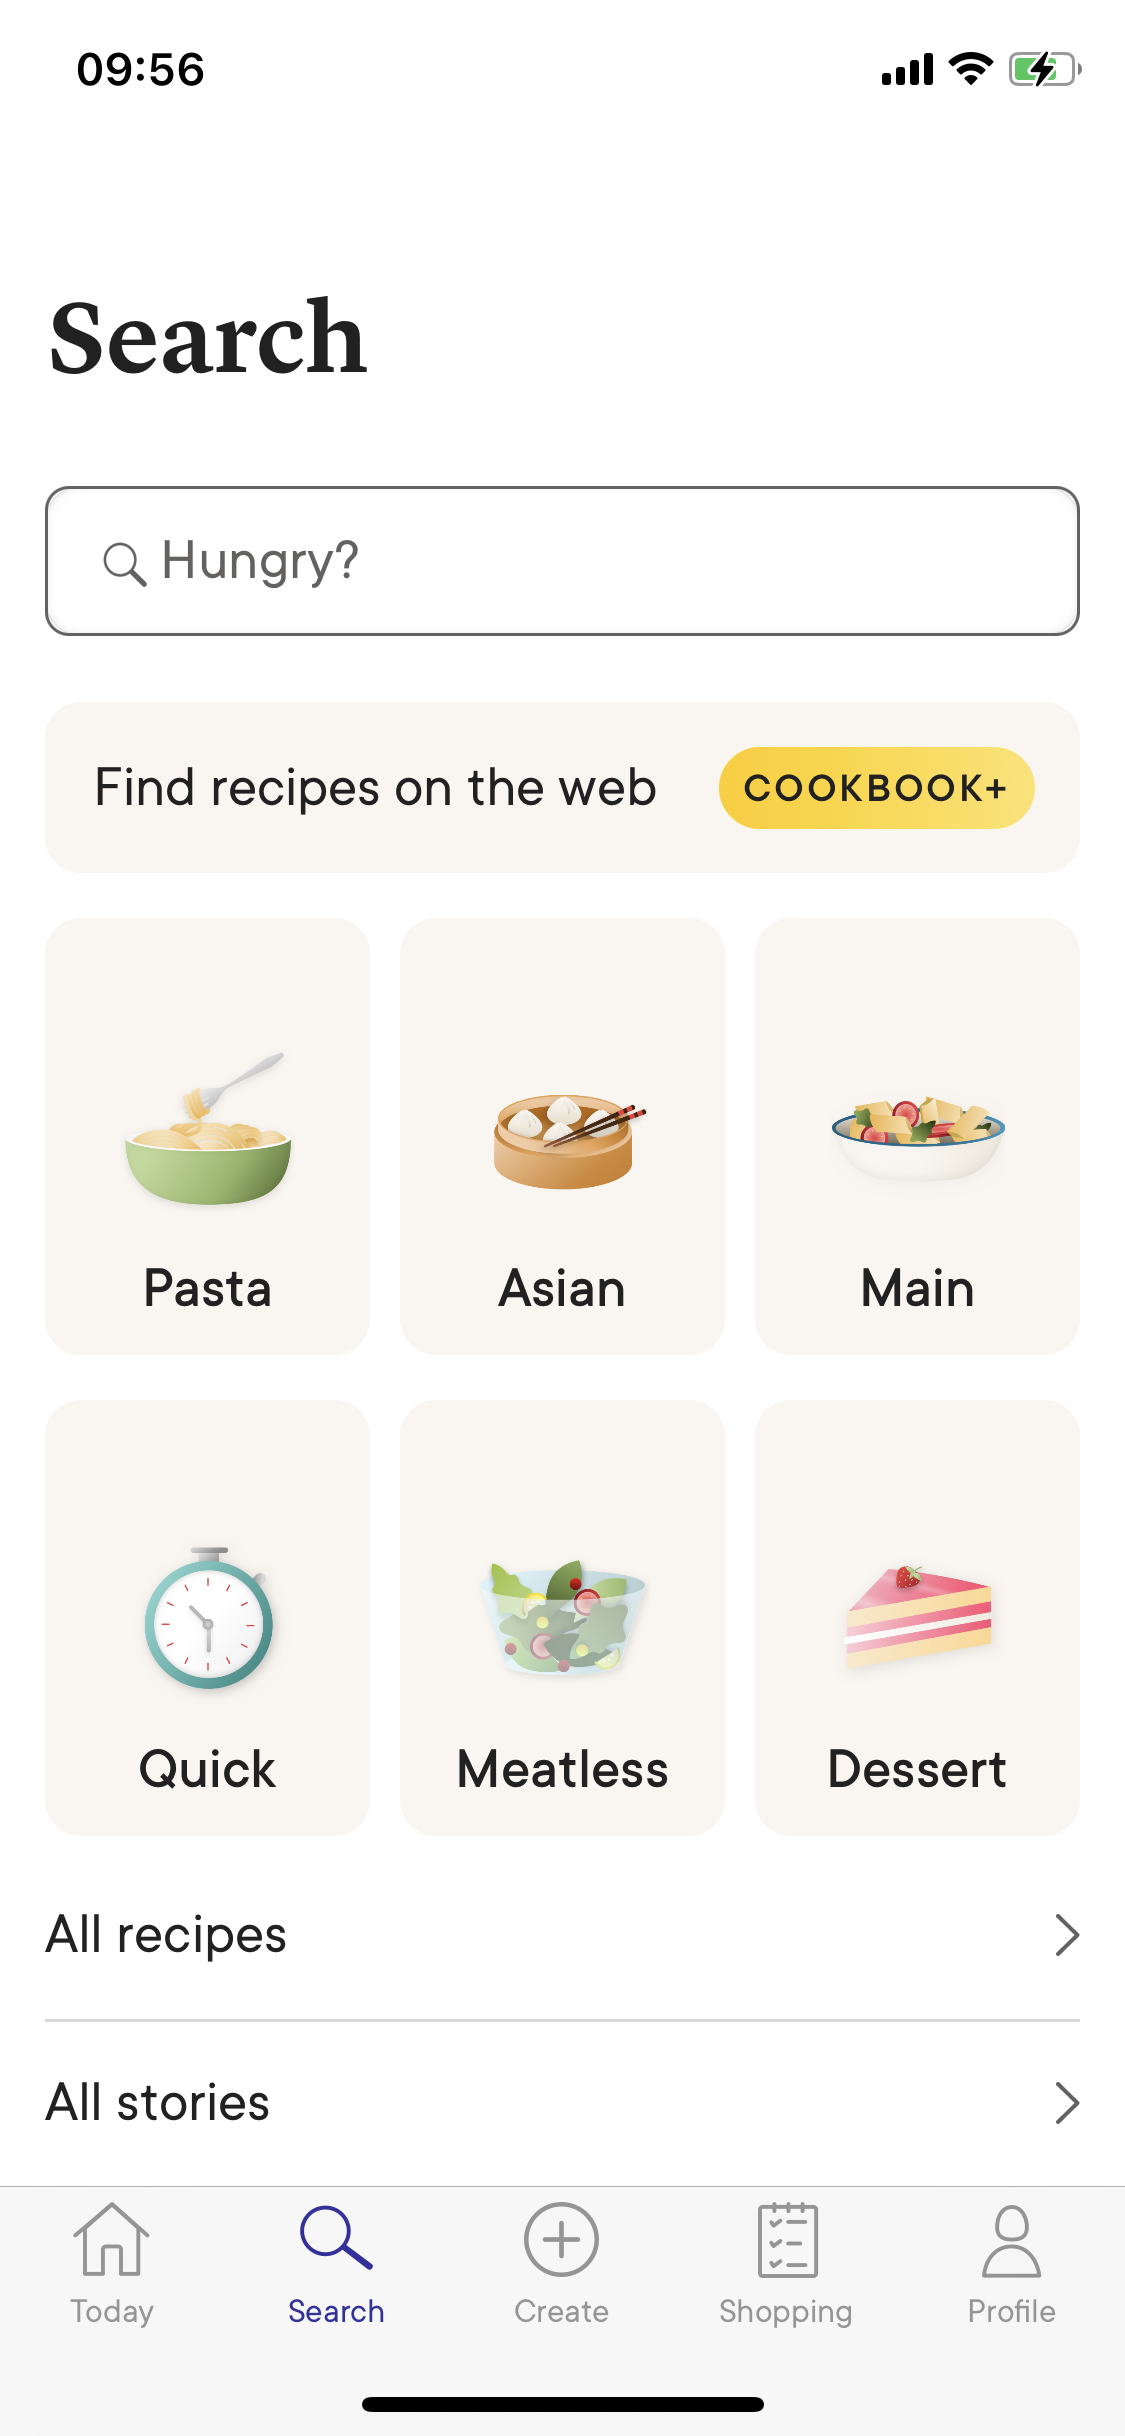 09:56
Search
Hungry?
Find recipes on the web
COOKBOOK+
Pasta
Asian
Main
Quick
Meatless
Dessert
All recipes
All stories
Today
Search
Create
Shopping
Profile